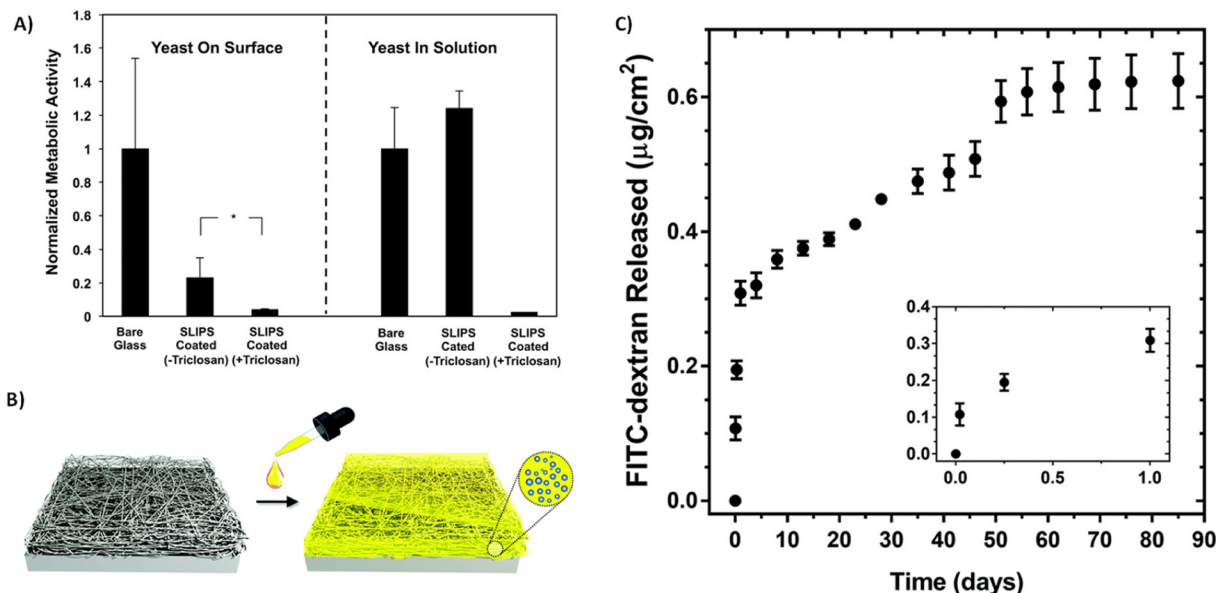 A)
Normalized Metabolic Activity
1.8
1.6
1.4
1.2
1
0.8
0.6
0.4
0.2
0
Yeast On Surface
Yeast In Solution
*
Bare
Glass
SLIPS
Coated
(-Triclosan)
SLIPS
Coated
(+Triclosan)
Bare
Glass
SLIPS
Cated
(-Triclosan)
SLIPS
Coated
(+Triclosan)
B)
C)
FITC-dextran Released (μg/cm²)
0.6
0.4
0.2
0.0
0 10 20 30 40 50 60 70 80 90
Time (days)
0.4
0.3
0.2
0.1
0.0
0.0 0.5 1.0